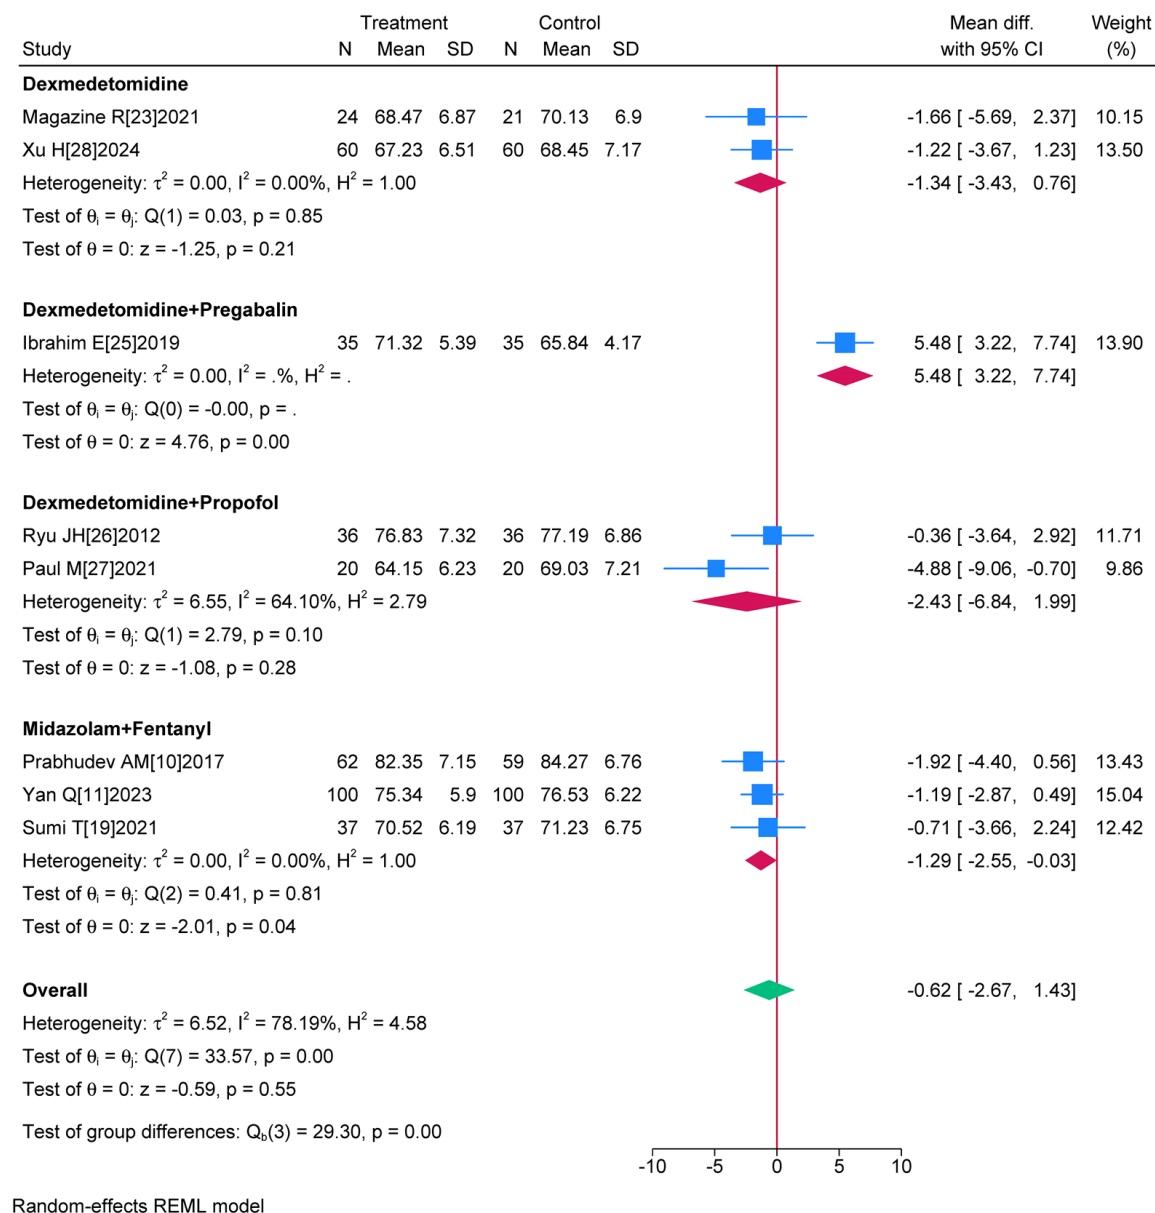 Treatment Control Mean diff. Weight
Study N Mean SD N Mean SD with 95% CI (%)
Dexmedetomidine
Magazine R[23]2021 24 68.47 6.87 21 70.13 6.9 -1.66 [ -5.69, 2.37] 10.15
Xu H[28]2024 60 67.23 6.51 60 68.45 7.17 -1.22 [ -3.67, 1.23] 13.50
Heterogeneity: τ² = 0.00, I² = 0.00%, H² = 1.00 -1.34 [ -3.43, 0.76]
Test of θᵢ = θⱼ: Q(1) = 0.03, p = 0.85
Test of θ = 0: z = -1.25, p = 0.21
Dexmedetomidine+Pregabalin
Ibrahim E[25]2019 35 71.32 5.39 35 65.84 4.17 5.48 [ 3.22, 7.74] 13.90
Heterogeneity: τ² = 0.00, I² = .%, H² = . 5.48 [ 3.22, 7.74]
Test of θᵢ = θⱼ: Q(0) = -0.00, p = .
Test of θ = 0: z = 4.76, p = 0.00
Dexmedetomidine+Propofol
Ryu JH[26]2012 36 76.83 7.32 36 77.19 6.86 -0.36 [ -3.64, 2.92] 11.71
Paul M[27]2021 20 64.15 6.23 20 69.03 7.21 -4.88 [ -9.06, -0.70] 9.86
Heterogeneity: τ² = 6.55, I² = 64.10%, H² = 2.79 -2.43 [ -6.84, 1.99]
Test of θᵢ = θⱼ: Q(1) = 2.79, p = 0.10
Test of θ = 0: z = -1.08, p = 0.28
Midazolam+Fentanyl
Prabhudev AM[10]2017 62 82.35 7.15 59 84.27 6.76 -1.92 [ -4.40, 0.56] 13.43
Yan Q[11]2023 100 75.34 5.9 100 76.53 6.22 -1.19 [ -2.87, 0.49] 15.04
Sumi T[19]2021 37 70.52 6.19 37 71.23 6.75 -0.71 [ -3.66, 2.24] 12.42
Heterogeneity: τ² = 0.00, I² = 0.00%, H² = 1.00 -1.29 [ -2.55, -0.03]
Test of θᵢ = θⱼ: Q(2) = 0.41, p = 0.81
Test of θ = 0: z = -2.01, p = 0.04
Overall -0.62 [ -2.67, 1.43]
Heterogeneity: τ² = 6.52, I² = 78.19%, H² = 4.58
Test of θᵢ = θⱼ: Q(7) = 33.57, p = 0.00
Test of θ = 0: z = -0.59, p = 0.55
Test of group differences: Q_b(3) = 29.30, p = 0.00
-10 -5 0 5 10
Random-effects REML model